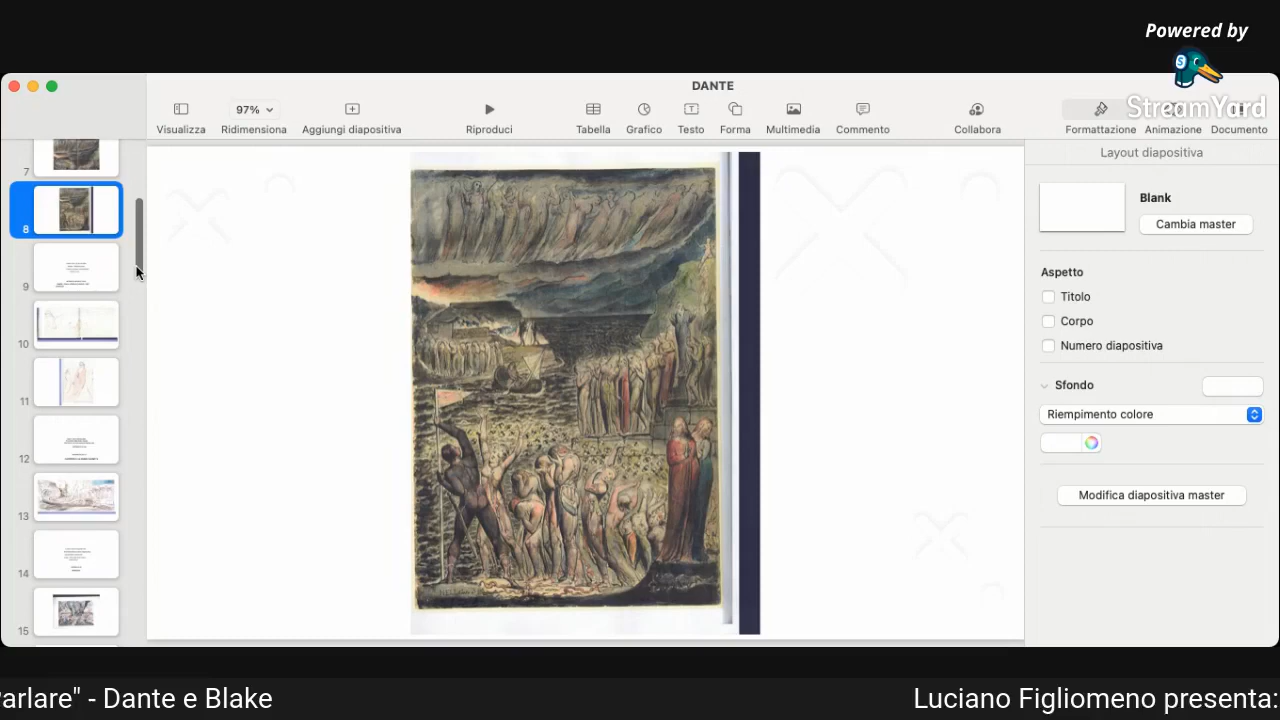 Powered by
StreamYard
DANTE
97%
Visualizza
Ridimensiona
Aggiungi diapositiva
Riproduci
Tabella
Grafico
Testo
Forma
Multimedia
Commento
Collabora
Formattazione
Animazione
Documento
Layout diapositiva
7
8
9
10
11
12
13
14
15
Blank
Cambia master
Aspetto
Titolo
Corpo
Numero diapositiva
Sfondo
Riempimento colore
Modifica diapositiva master
arlare" - Dante e Blake
Luciano Figliomeno presenta: